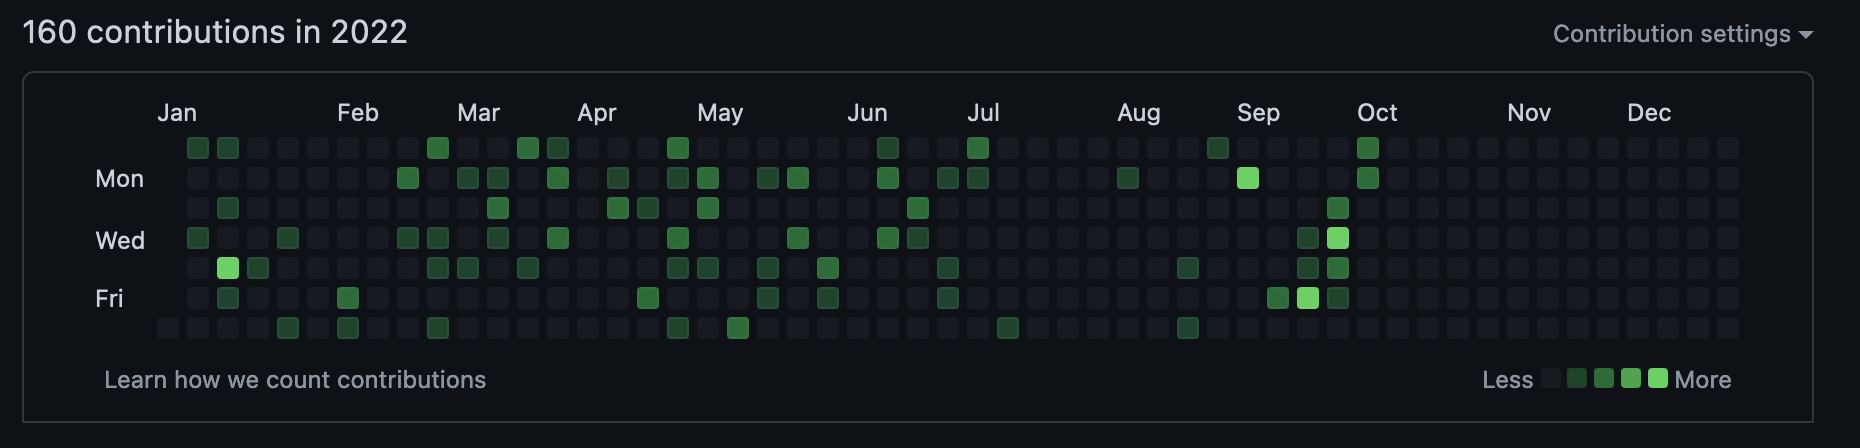 160 contributions in 2022
Contribution settings
Jan Feb Mar Apr May Jun Jul Aug Sep Oct Nov Dec
Mon
Wed
Fri
Learn how we count contributions
Less More